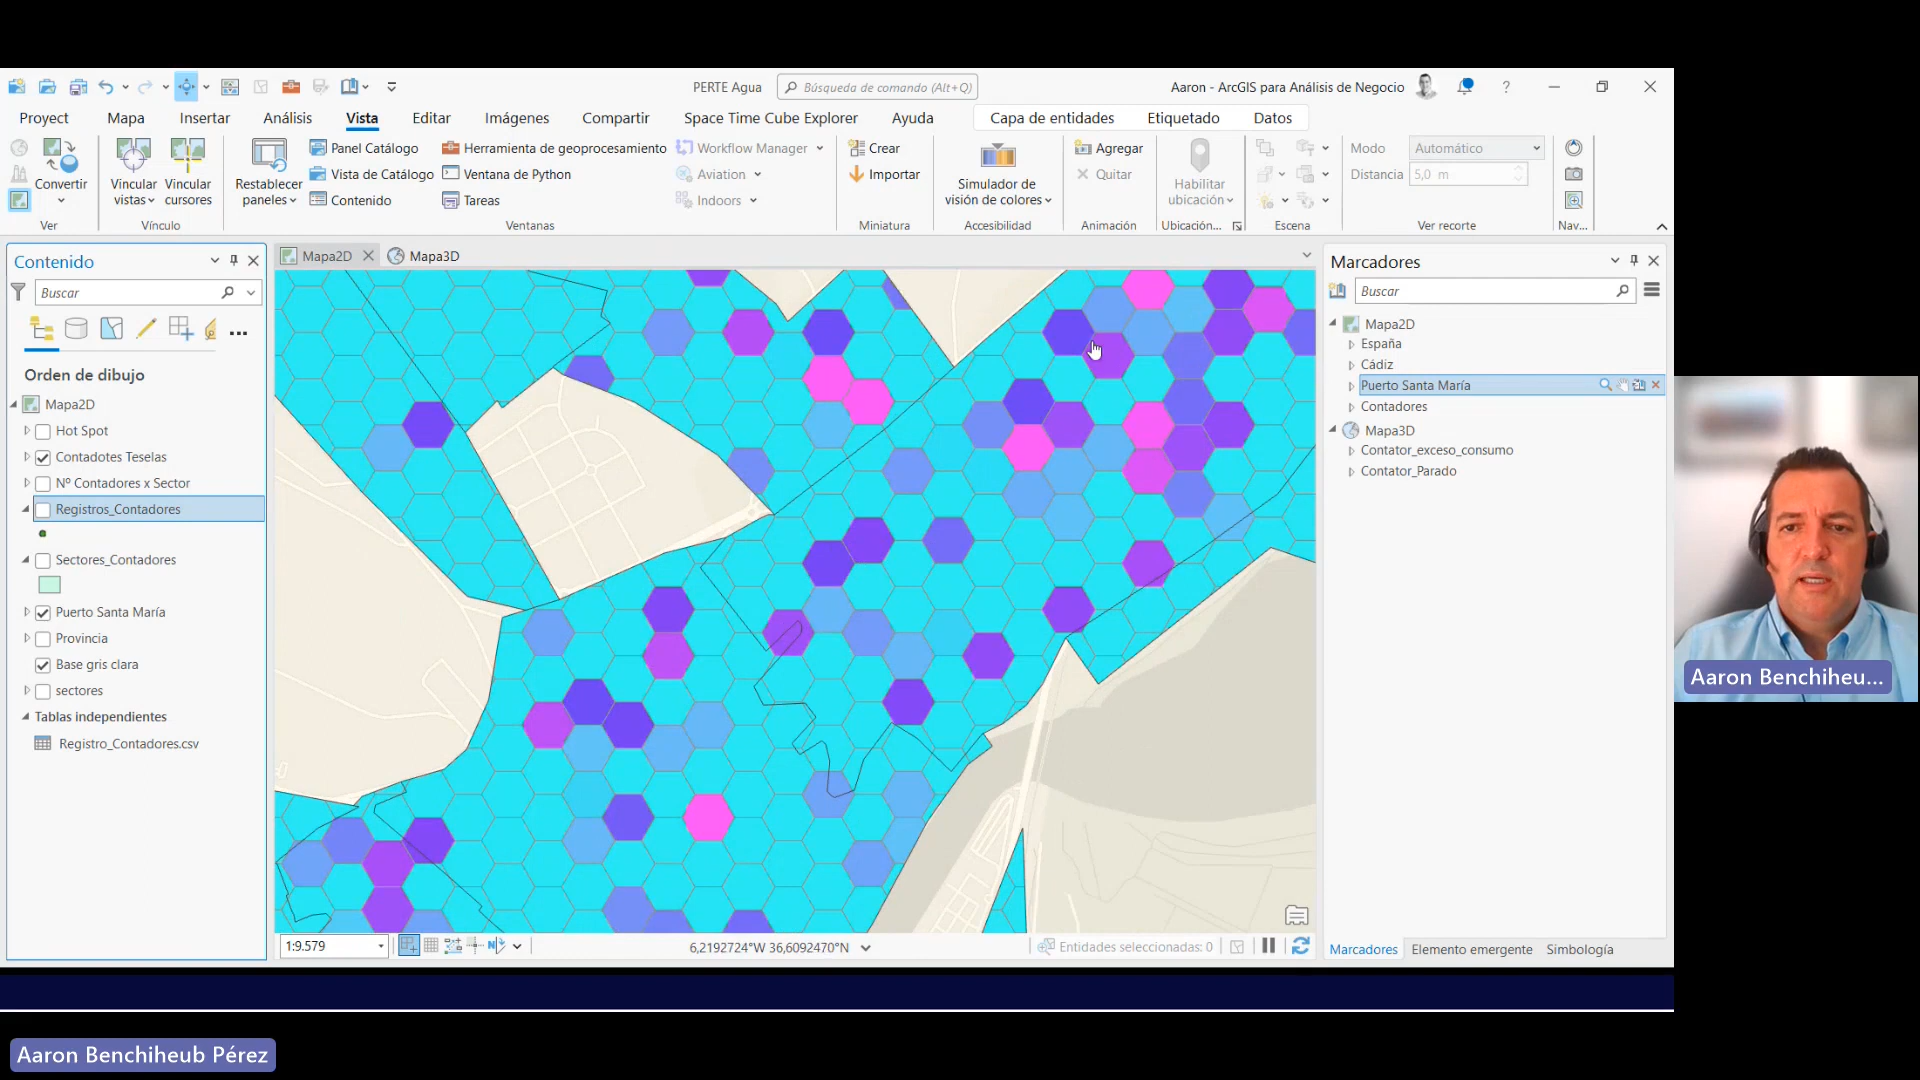 PERTE Agua
Búsqueda de comando (Alt+Q)
Aaron - ArcGIS para Análisis de Negocio
Proyect
Mapa
Insertar
Análisis
Vista
Editar
Imágenes
Compartir
Space Time Cube Explorer
Ayuda
Capa de entidades
Etiquetado
Datos
Convertir
Ver
Vincular vistas
Vincular cursores
Vínculo
Restablecer paneles
Panel Catálogo
Vista de Catálogo
Contenido
Herramienta de geoprocesamiento
Ventana de Python
Tareas
Workflow Manager
Aviation
Indoors
Ventanas
Crear
Importar
Miniatura
Simulador de visión de colores
Accesibilidad
Agregar
Quitar
Animación
Habilitar ubicación
Ubicación...
Escena
Modo
Automático
Distancia
5,0 m
Ver recorte
Nav...
Contenido
Buscar
Orden de dibujo
Mapa2D
Hot Spot
Contadotes Teselas
Nº Contadores x Sector
Registros_Contadores
Sectores_Contadores
Puerto Santa María
Provincia
Base gris clara
sectores
Tablas independientes
Registro_Contadores.csv
Mapa2D
Mapa3D
1:9.579
6,2192724°W 36,6092470°N
Entidades seleccionadas: 0
Marcadores
Buscar
Mapa2D
España
Cádiz
Puerto Santa María
Contadores
Mapa3D
Contator_exceso_consumo
Contator_Parado
Marcadores
Elemento emergente
Simbología
Aaron Benchiheu...
Aaron Benchiheub Pérez